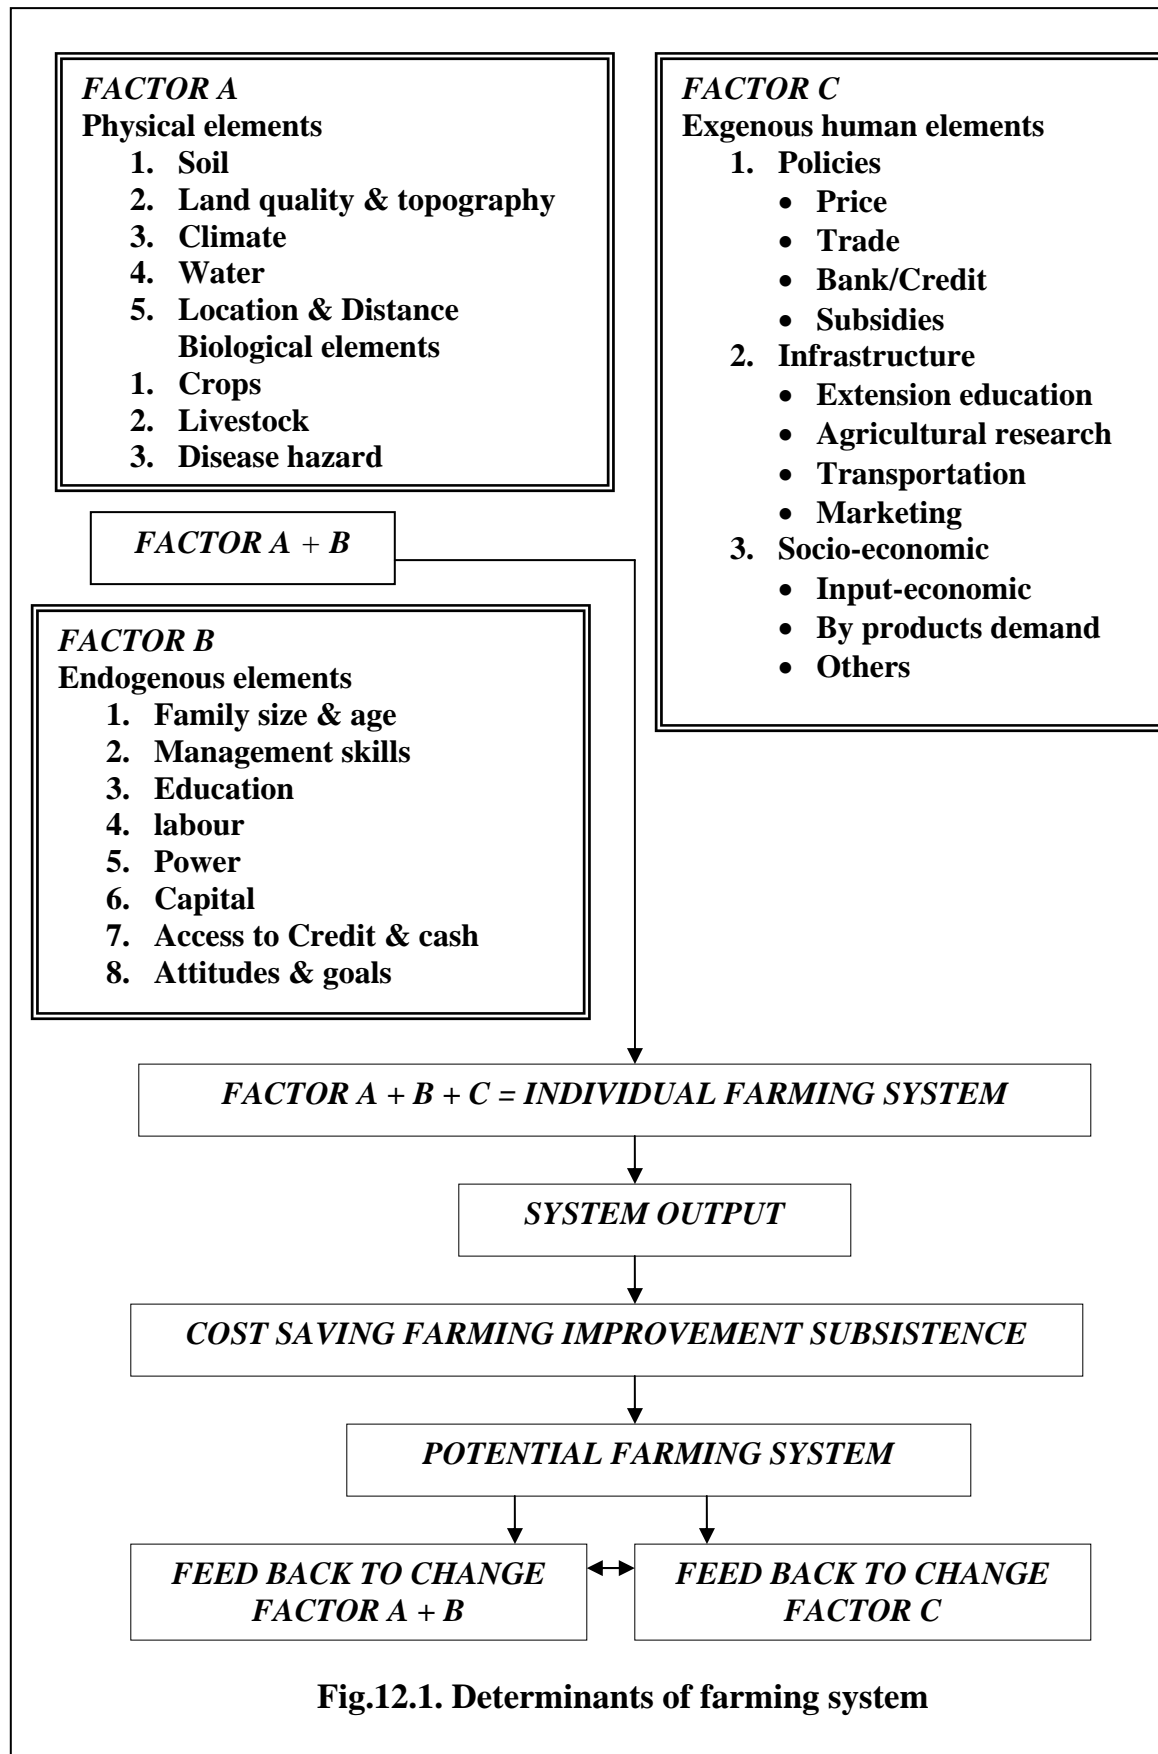 FACTOR A
Physical elements
1. Soil
2. Land quality & topography
3. Climate
4. Water
5. Location & Distance
Biological elements
1. Crops
2. Livestock
3. Disease hazard
FACTOR A + B
FACTOR B
Endogenous elements
1. Family size & age
2. Management skills
3. Education
4. labour
5. Power
6. Capital
7. Access to Credit & cash
8. Attitudes & goals
FACTOR C
Exgenous human elements
1. Policies
• Price
• Trade
• Bank/Credit
• Subsidies
2. Infrastructure
• Extension education
• Agricultural research
• Transportation
• Marketing
3. Socio-economic
• Input-economic
• By products demand
• Others
FACTOR A + B + C = INDIVIDUAL FARMING SYSTEM
SYSTEM OUTPUT
COST SAVING FARMING IMPROVEMENT SUBSISTENCE
POTENTIAL FARMING SYSTEM
FEED BACK TO CHANGE
FACTOR A + B
FEED BACK TO CHANGE
FACTOR C
Fig.12.1. Determinants of farming system